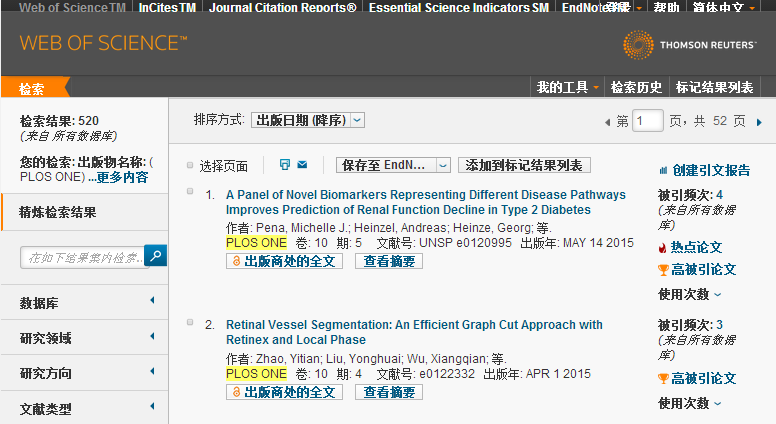 Web of Science™ InCites™ Journal Citation Reports® Essential Science Indicators SM EndNote 登录 帮助 简体中文
WEB OF SCIENCE™
THOMSON REUTERS™
检索 我的工具 检索历史 标记结果列表
检索结果: 520
(来自 所有数据库)
您的检索: 出版物名称: (
PLOS ONE) ...更多内容
精炼检索结果
在如下结果集内检索...
数据库
研究领域
研究方向
文献类型
排序方式: 出版日期 (降序) 第 1 页, 共 52 页
选择页面 保存至 EndN... 添加到标记结果列表
创建引文报告
1. A Panel of Novel Biomarkers Representing Different Disease Pathways
Improves Prediction of Renal Function Decline in Type 2 Diabetes
作者: Pena, Michelle J.; Heinzel, Andreas; Heinze, Georg; 等.
PLOS ONE 卷: 10 期: 5 文献号: UNSP e0120995 出版年: MAY 14 2015
出版商处的全文 查看摘要
被引频次: 4
(来自所有数据
库)
热点论文
高被引论文
使用次数
2. Retinal Vessel Segmentation: An Efficient Graph Cut Approach with
Retinex and Local Phase
作者: Zhao, Yitian; Liu, Yonghuai; Wu, Xiangqian; 等.
PLOS ONE 卷: 10 期: 4 文献号: e0122332 出版年: APR 1 2015
出版商处的全文 查看摘要
被引频次: 3
(来自所有数据
库)
高被引论文
使用次数